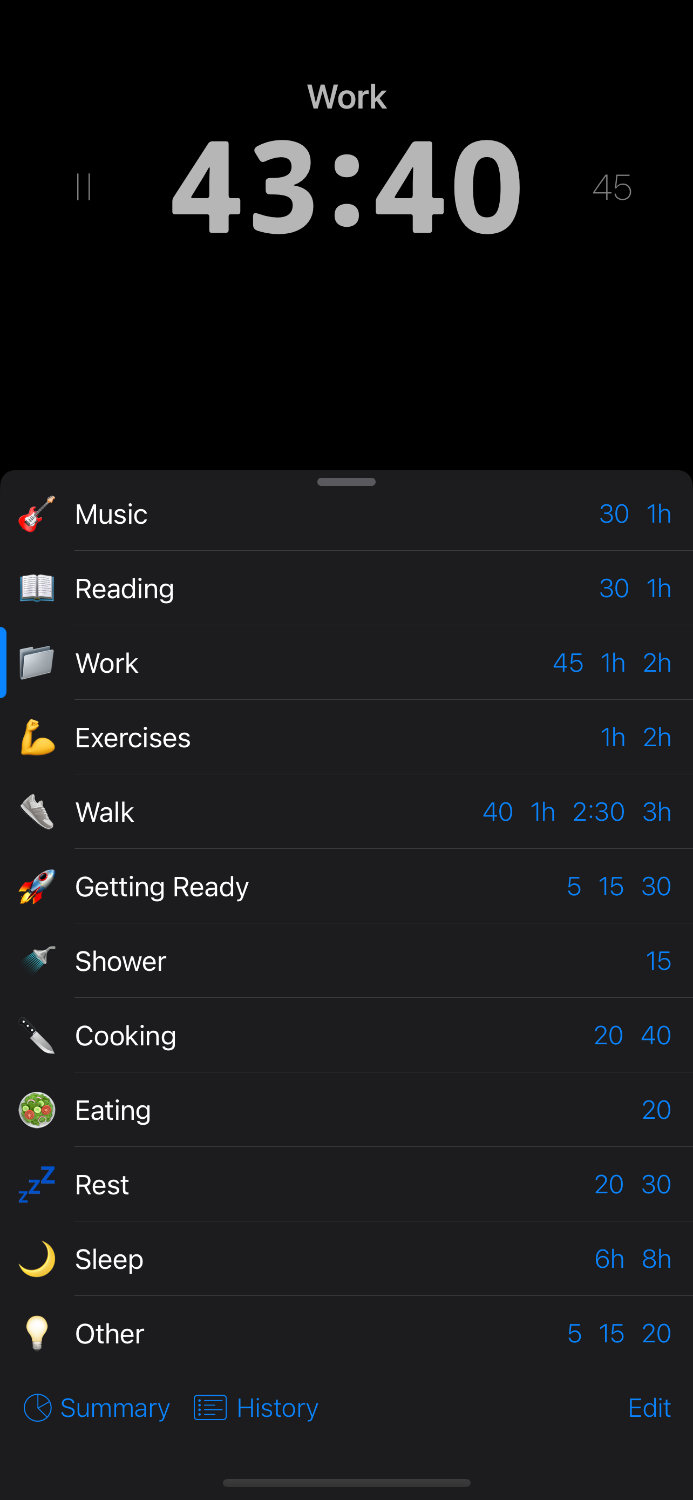 Work
43:40 45
Music 30 1h
Reading 30 1h
Work 45 1h 2h
Exercises 1h 2h
Walk 40 1h 2:30 3h
Getting Ready 5 15 30
Shower 15
Cooking 20 40
Eating 20
Rest 20 30
Sleep 6h 8h
Other 5 15 20
Summary History Edit